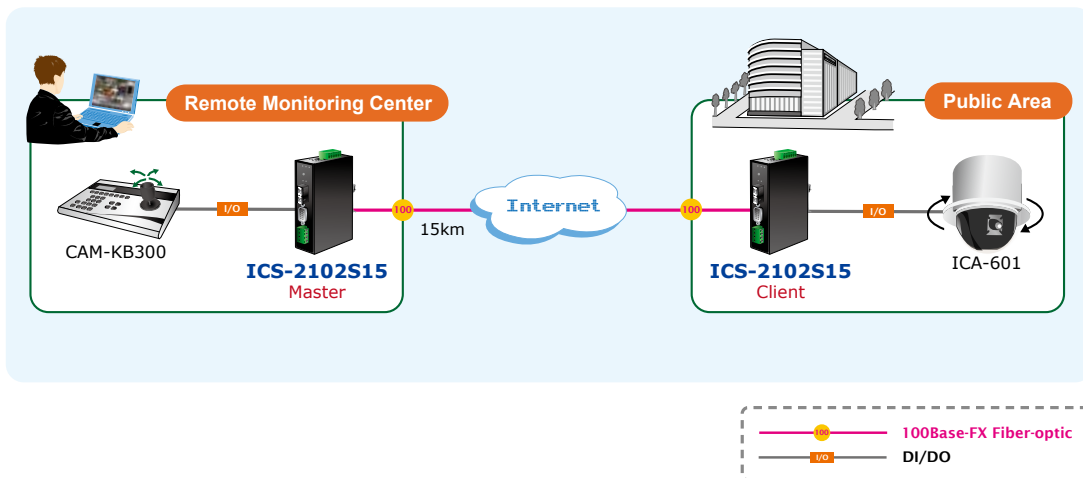 Remote Monitoring Center
Public Area
I/O
100
Internet
100
I/O
15km
CAM-KB300
ICS-2102S15
Master
ICS-2102S15
Client
ICA-601
100
100Base-FX Fiber-optic
I/O
DI/DO